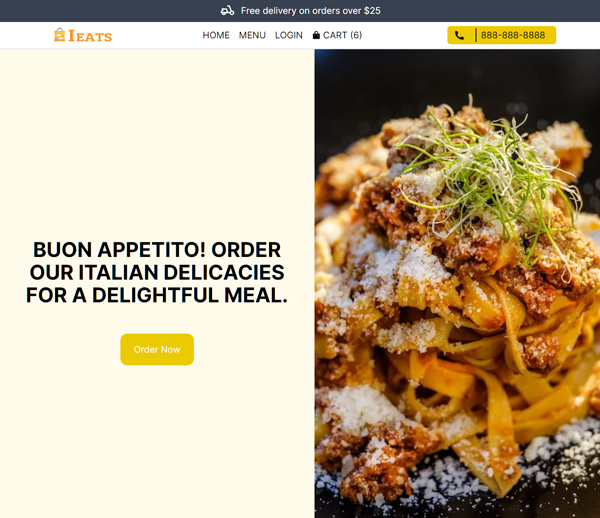 Free delivery on orders over $25
IEATS
HOME MENU LOGIN CART (6)
888-888-8888
BUON APPETITO! ORDER
OUR ITALIAN DELICACIES
FOR A DELIGHTFUL MEAL.
Order Now